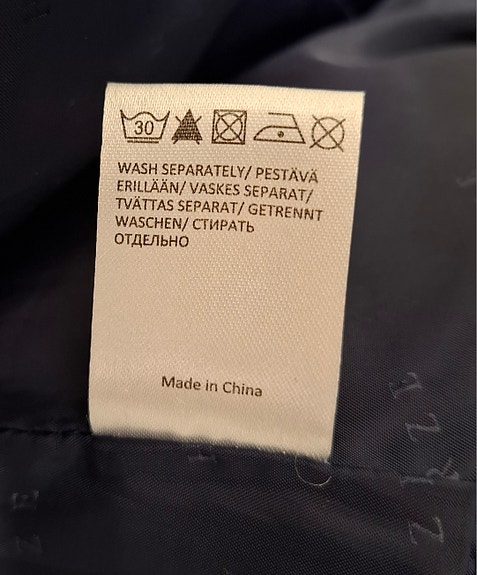 30
WASH SEPARATELY/ PESTÄVÄ
ERILLÄÄN/ VASKES SEPARAT/
TVÄTTAS SEPARAT/ GETRENNT
WASCHEN/ СТИРАТЬ
ОТДЕЛЬНО
Made in China